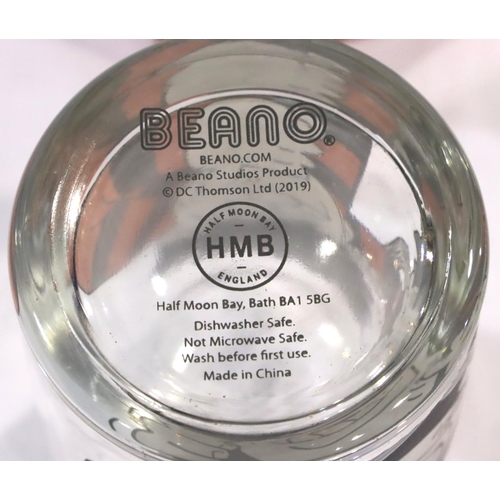 BEANO®
BEANO.COM
A Beano Studios Product
© DC Thomson Ltd (2019)
HALF MOON BAY
HMB
ENGLAND
Half Moon Bay, Bath BA1 5BG
Dishwasher Safe.
Not Microwave Safe.
Wash before first use.
Made in China